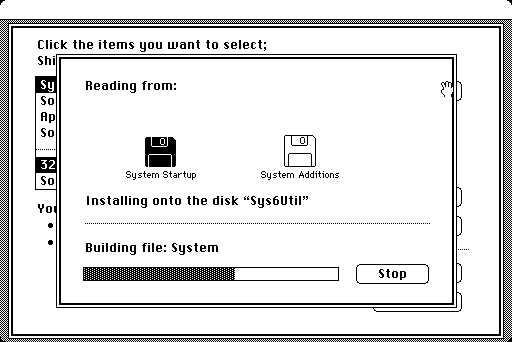 Click the items you want to select;
Shi
Reading from:
Sy
So
Ap
So
System Startup System Additions
32
So
Installing onto the disk “Sys6Util”
You
Building file: System
Stop